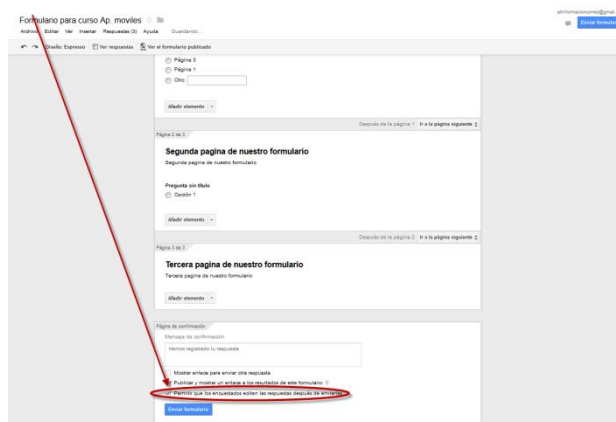 Formulario para curso Ap. moviles
Archivo Editar Ver Insertar Respuestas (3) Ayuda Guardando...
Diseño: Espresso Ver respuestas Ver el formulario publicado
Enviar formulario
Página 3
Página 1
Otro:
Añadir elemento
Después de la página 1 Ir a la página siguiente
Página 2 de 3
Segunda pagina de nuestro formulario
Segunda pagina de nuestro formulario
Pregunta sin título
Opción 1
Añadir elemento
Después de la página 2 Ir a la página siguiente
Página 3 de 3
Tercera pagina de nuestro formulario
Tercera pagina de nuestro formulario
Añadir elemento
Página de confirmación
Mensaje de confirmación
Hemos registrado tu respuesta.
Mostrar enlace para enviar otra respuesta
Publicar y mostrar un enlace a los resultados de este formulario ?
Permitir que los encuestados editen las respuestas después de enviarlas
Enviar formulario